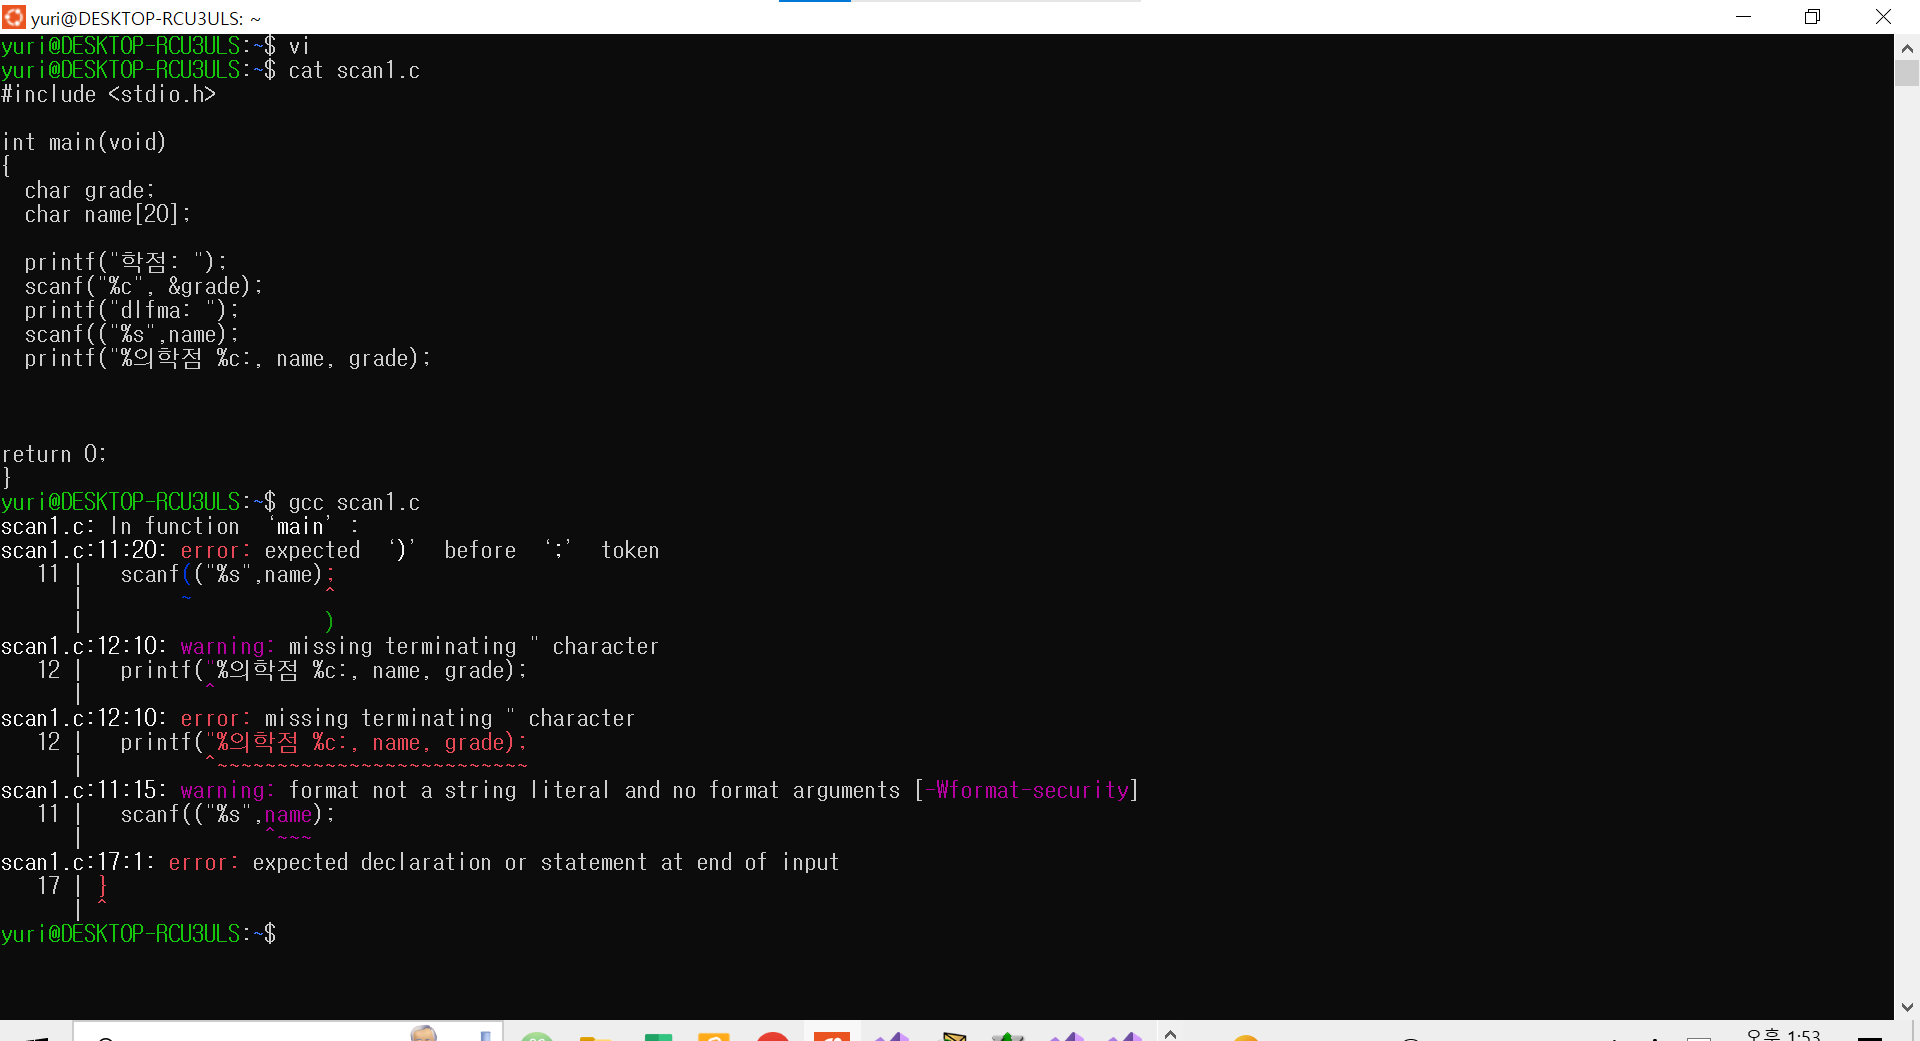 yuri@DESKTOP-RCU3ULS: ~
yuri@DESKTOP-RCU3ULS:~$ vi
yuri@DESKTOP-RCU3ULS:~$ cat scan1.c
#include <stdio.h>
int main(void)
{
  char grade;
  char name[20];
  printf("학점: ");
  scanf("%c", &grade);
  printf("dlfma: ");
  scanf(("%s",name);
  printf("%의학점 %c:, name, grade);
return 0;
}
yuri@DESKTOP-RCU3ULS:~$ gcc scan1.c
scan1.c: In function ‘main’:
scan1.c:11:20: error: expected ‘)’ before ‘;’ token
   11 |   scanf(("%s",name);
      |        ~           ^
      |                    )
scan1.c:12:10: warning: missing terminating " character
   12 |   printf("%의학점 %c:, name, grade);
      |          ^
scan1.c:12:10: error: missing terminating " character
   12 |   printf("%의학점 %c:, name, grade);
      |          ^~~~~~~~~~~~~~~~~~~~~~~~~~~
scan1.c:11:15: warning: format not a string literal and no format arguments [-Wformat-security]
   11 |   scanf(("%s",name);
      |               ^~~~
scan1.c:17:1: error: expected declaration or statement at end of input
   17 | }
      | ^
yuri@DESKTOP-RCU3ULS:~$
오후 1:53